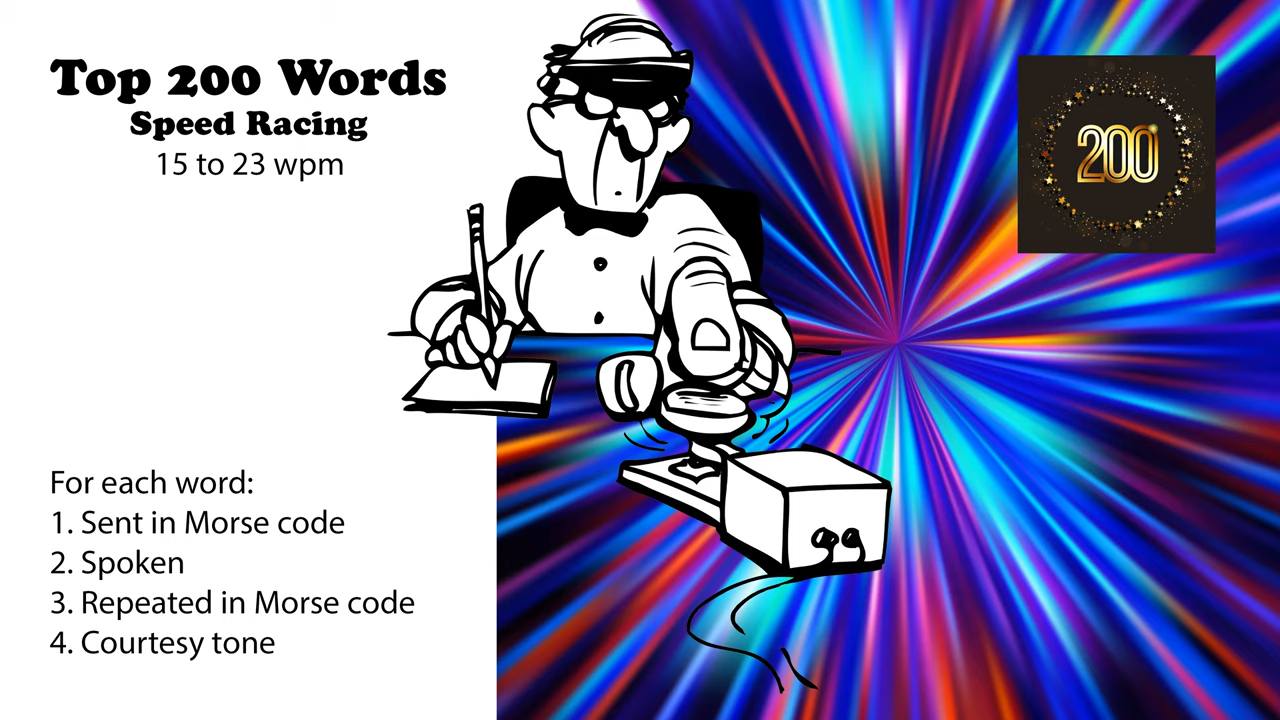 Top 200 Words
Speed Racing
15 to 23 wpm
200
For each word:
1. Sent in Morse code
2. Spoken
3. Repeated in Morse code
4. Courtesy tone